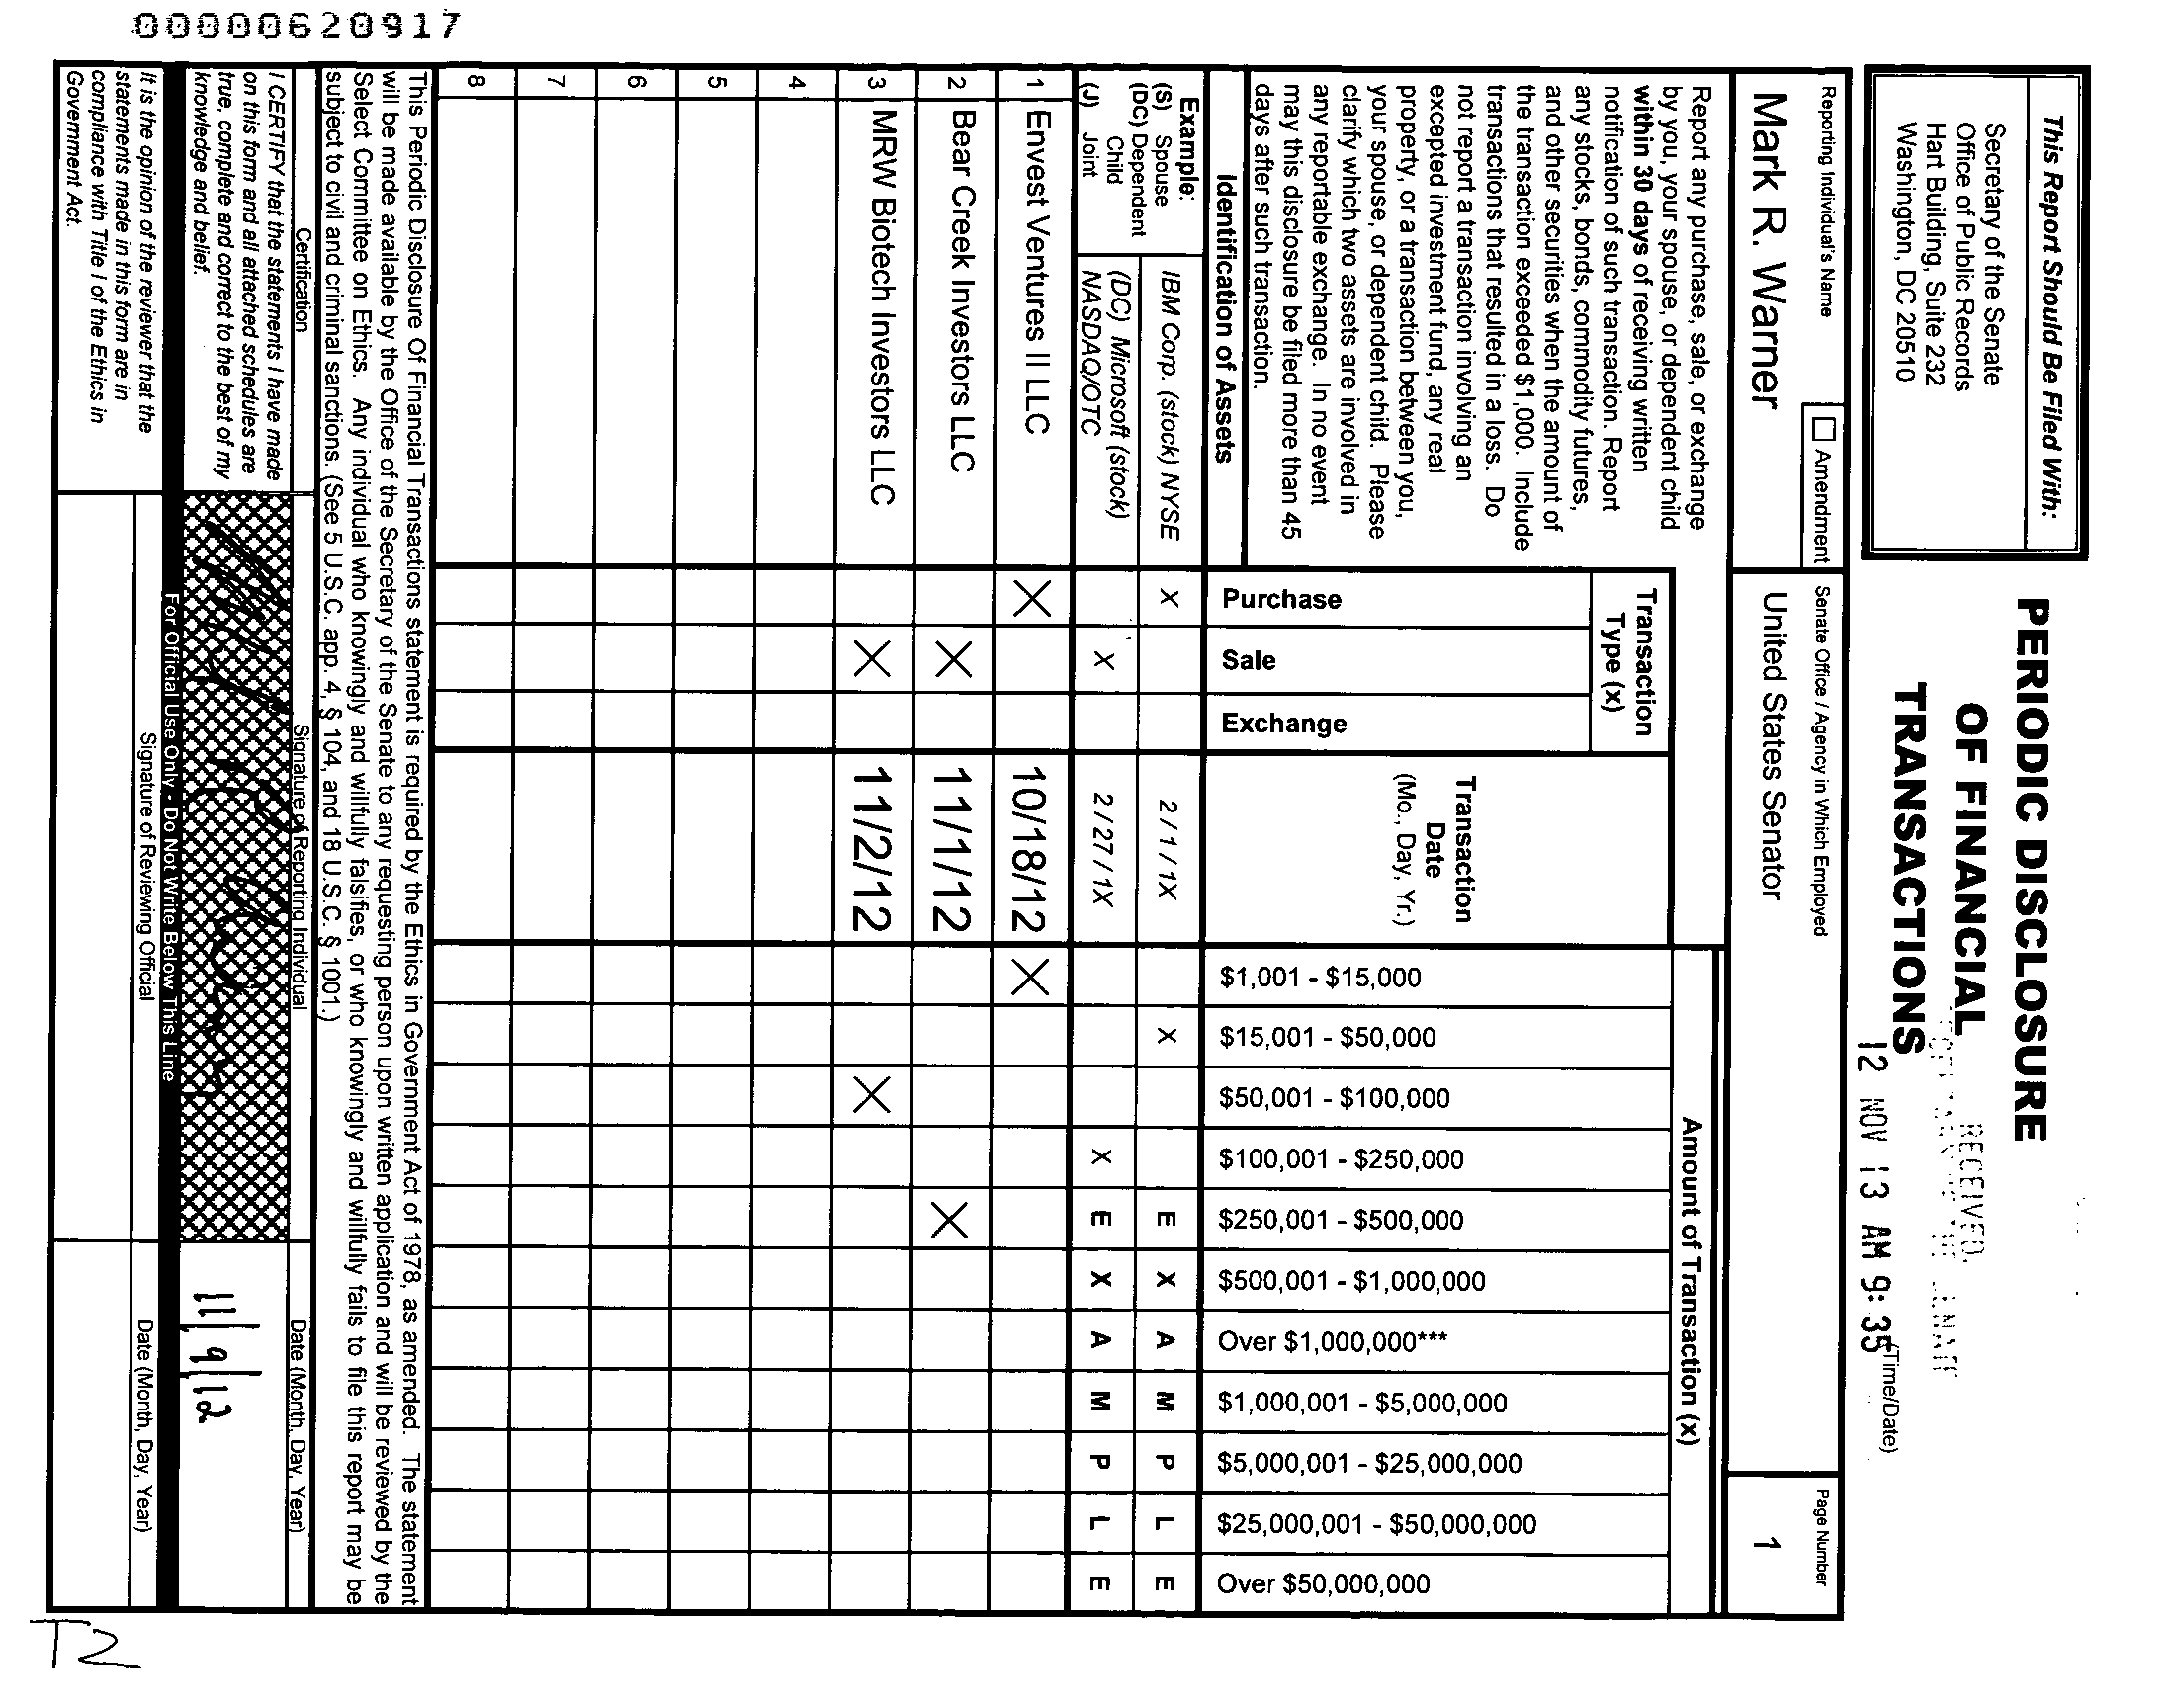 00000620917
This Report Should Be Filed With:
Secretary of the Senate
Office of Public Records
Hart Building, Suite 232
Washington, DC 20510
PERIODIC DISCLOSURE
OF FINANCIAL
TRANSACTIONS
RECEIVED
12 NOV 13 AM 9:35
(Time/Date)
Reporting Individual's Name
Amendment
Senate Office / Agency in Which Employed
Page Number
Mark R. Warner
United States Senator
1
Report any purchase, sale, or exchange
by you, your spouse, or dependent child
within 30 days of receiving written
notification of such transaction. Report
any stocks, bonds, commodity futures,
and other securities when the amount of
the transaction exceeded $1,000. Include
transactions that resulted in a loss. Do
not report a transaction involving an
excepted investment fund, any real
property, or a transaction between you,
your spouse, or dependent child. Please
clarify which two assets are involved in
any reportable exchange. In no event
may this disclosure be filed more than 45
days after such transaction.
Identification of Assets
Transaction
Type (x)
Purchase
Sale
Exchange
Transaction
Date
(Mo., Day, Yr.)
Amount of Transaction (x)
$1,001 - $15,000
$15,001 - $50,000
$50,001 - $100,000
$100,001 - $250,000
$250,001 - $500,000
$500,001 - $1,000,000
Over $1,000,000***
$1,000,001 - $5,000,000
$5,000,001 - $25,000,000
$25,000,001 - $50,000,000
Over $50,000,000
Example:
(S) Spouse
(DC) Dependent
Child
(J) Joint
IBM Corp. (stock) NYSE X 2 / 1 / 1X X E X A M P L E
(DC) Microsoft (stock)
NASDAQ/OTC X 2 / 27 / 1X X E X A M P L E
1 Envest Ventures II LLC X 10/18/12 X
2 Bear Creek Investors LLC X 11/1/12 X
3 MRW Biotech Investors LLC X 11/2/12 X
4
5
6
7
8
This Periodic Disclosure Of Financial Transactions statement is required by the Ethics in Government Act of 1978, as amended. The statement
will be made available by the Office of the Secretary of the Senate to any requesting person upon written application and will be reviewed by the
Select Committee on Ethics. Any individual who knowingly and willfully falsifies, or who knowingly and willfully fails to file this report may be
subject to civil and criminal sanctions. (See 5 U.S.C. app. 4, § 104, and 18 U.S.C. § 1001.)
Certification
Signature of Reporting Individual
Date (Month, Day, Year)
I CERTIFY that the statements I have made
on this form and all attached schedules are
true, complete and correct to the best of my
knowledge and belief.
11/9/12
For Official Use Only - Do Not Write Below This Line
It is the opinion of the reviewer that the
statements made in this form are in
compliance with Title I of the Ethics in
Government Act.
Signature of Reviewing Official
Date (Month, Day, Year)
T2